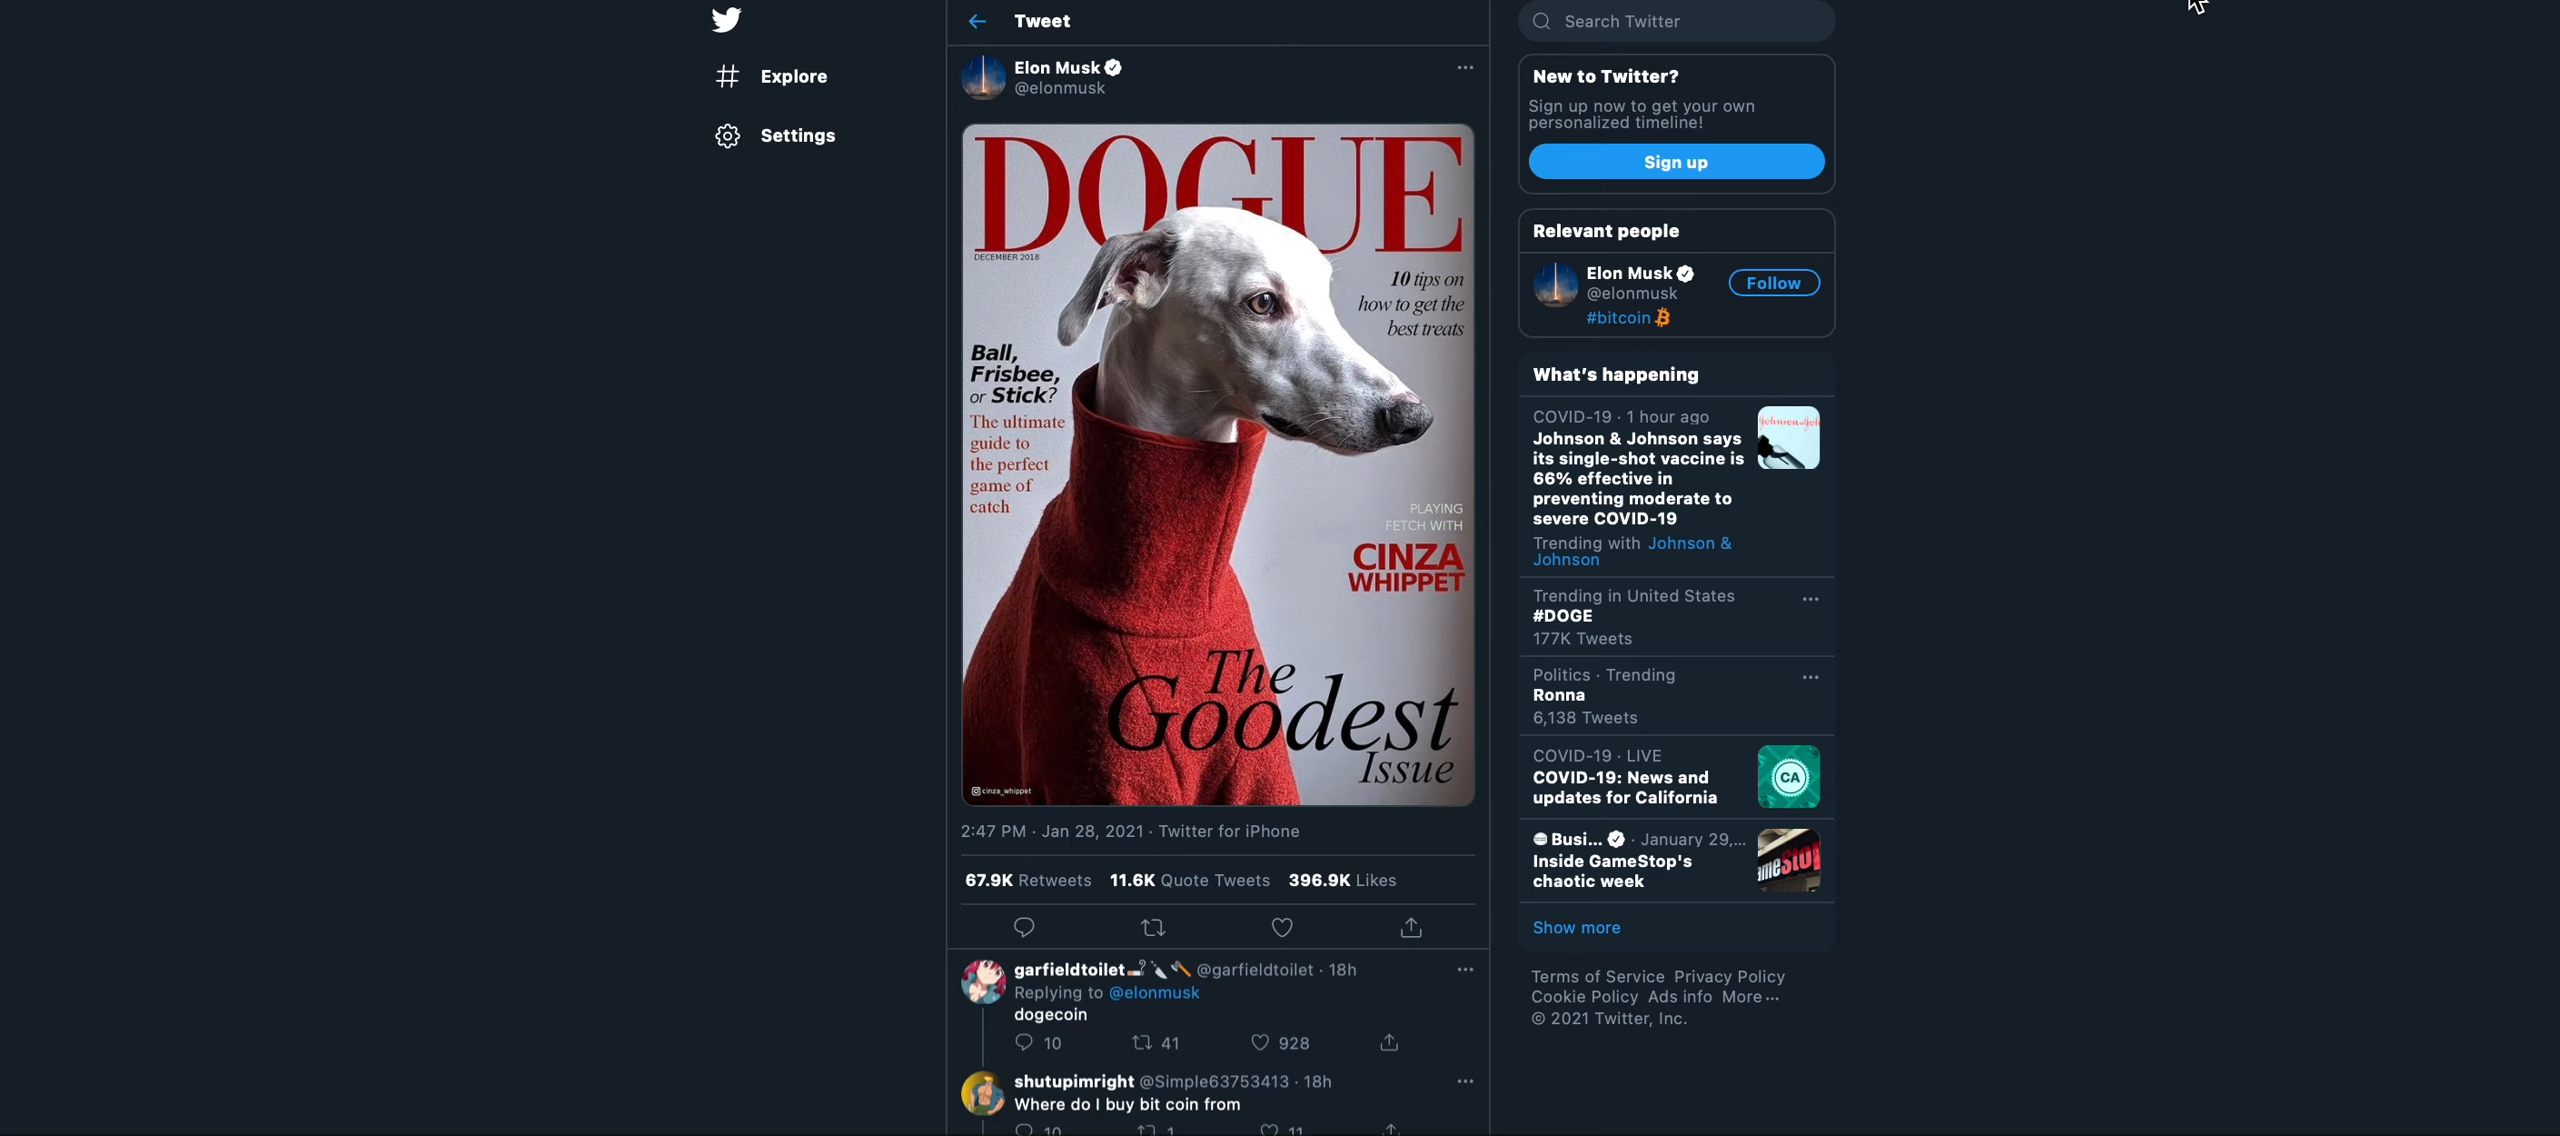 Explore
Settings
Tweet
Elon Musk
@elonmusk
DOGUE
DECEMBER 2018
10 tips on
how to get the
best treats
Ball,
Frisbee,
or Stick?
The ultimate
guide to
the perfect
game of
catch
PLAYING
FETCH WITH
CINZA
WHIPPET
The
Goodest
Issue
cinza_whippet
2:47 PM · Jan 28, 2021 · Twitter for iPhone
67.9K Retweets 11.6K Quote Tweets 396.9K Likes
garfieldtoilet @garfieldtoilet · 18h
Replying to @elonmusk
dogecoin
10 41 928
shutupimright @Simple63753413 · 18h
Where do I buy bit coin from
10 1 11
Search Twitter
New to Twitter?
Sign up now to get your own
personalized timeline!
Sign up
Relevant people
Elon Musk
@elonmusk
Follow
#bitcoin
What's happening
COVID-19 · 1 hour ago
Johnson & Johnson says
its single-shot vaccine is
66% effective in
preventing moderate to
severe COVID-19
Trending with Johnson &
Johnson
Trending in United States
#DOGE
177K Tweets
Politics · Trending
Ronna
6,138 Tweets
COVID-19 · LIVE
COVID-19: News and
updates for California
CA
Busi... · January 29,...
Inside GameStop's
chaotic week
Show more
Terms of Service Privacy Policy
Cookie Policy Ads info More ...
© 2021 Twitter, Inc.